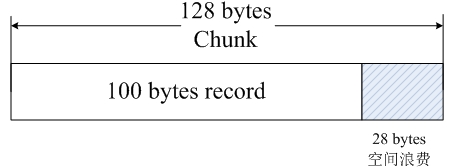 128 bytes
Chunk
100 bytes record
28 bytes
空间浪费